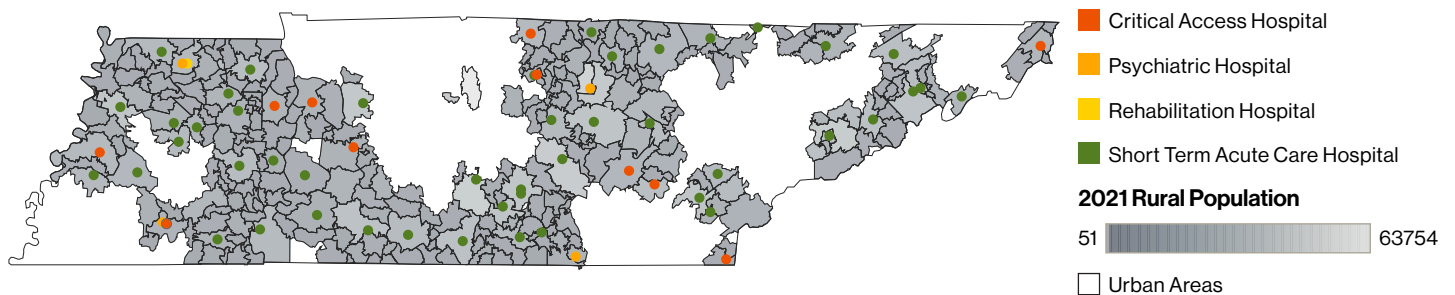 Critical Access Hospital
Psychiatric Hospital
Rehabilitation Hospital
Short Term Acute Care Hospital
2021 Rural Population
51 63754
Urban Areas